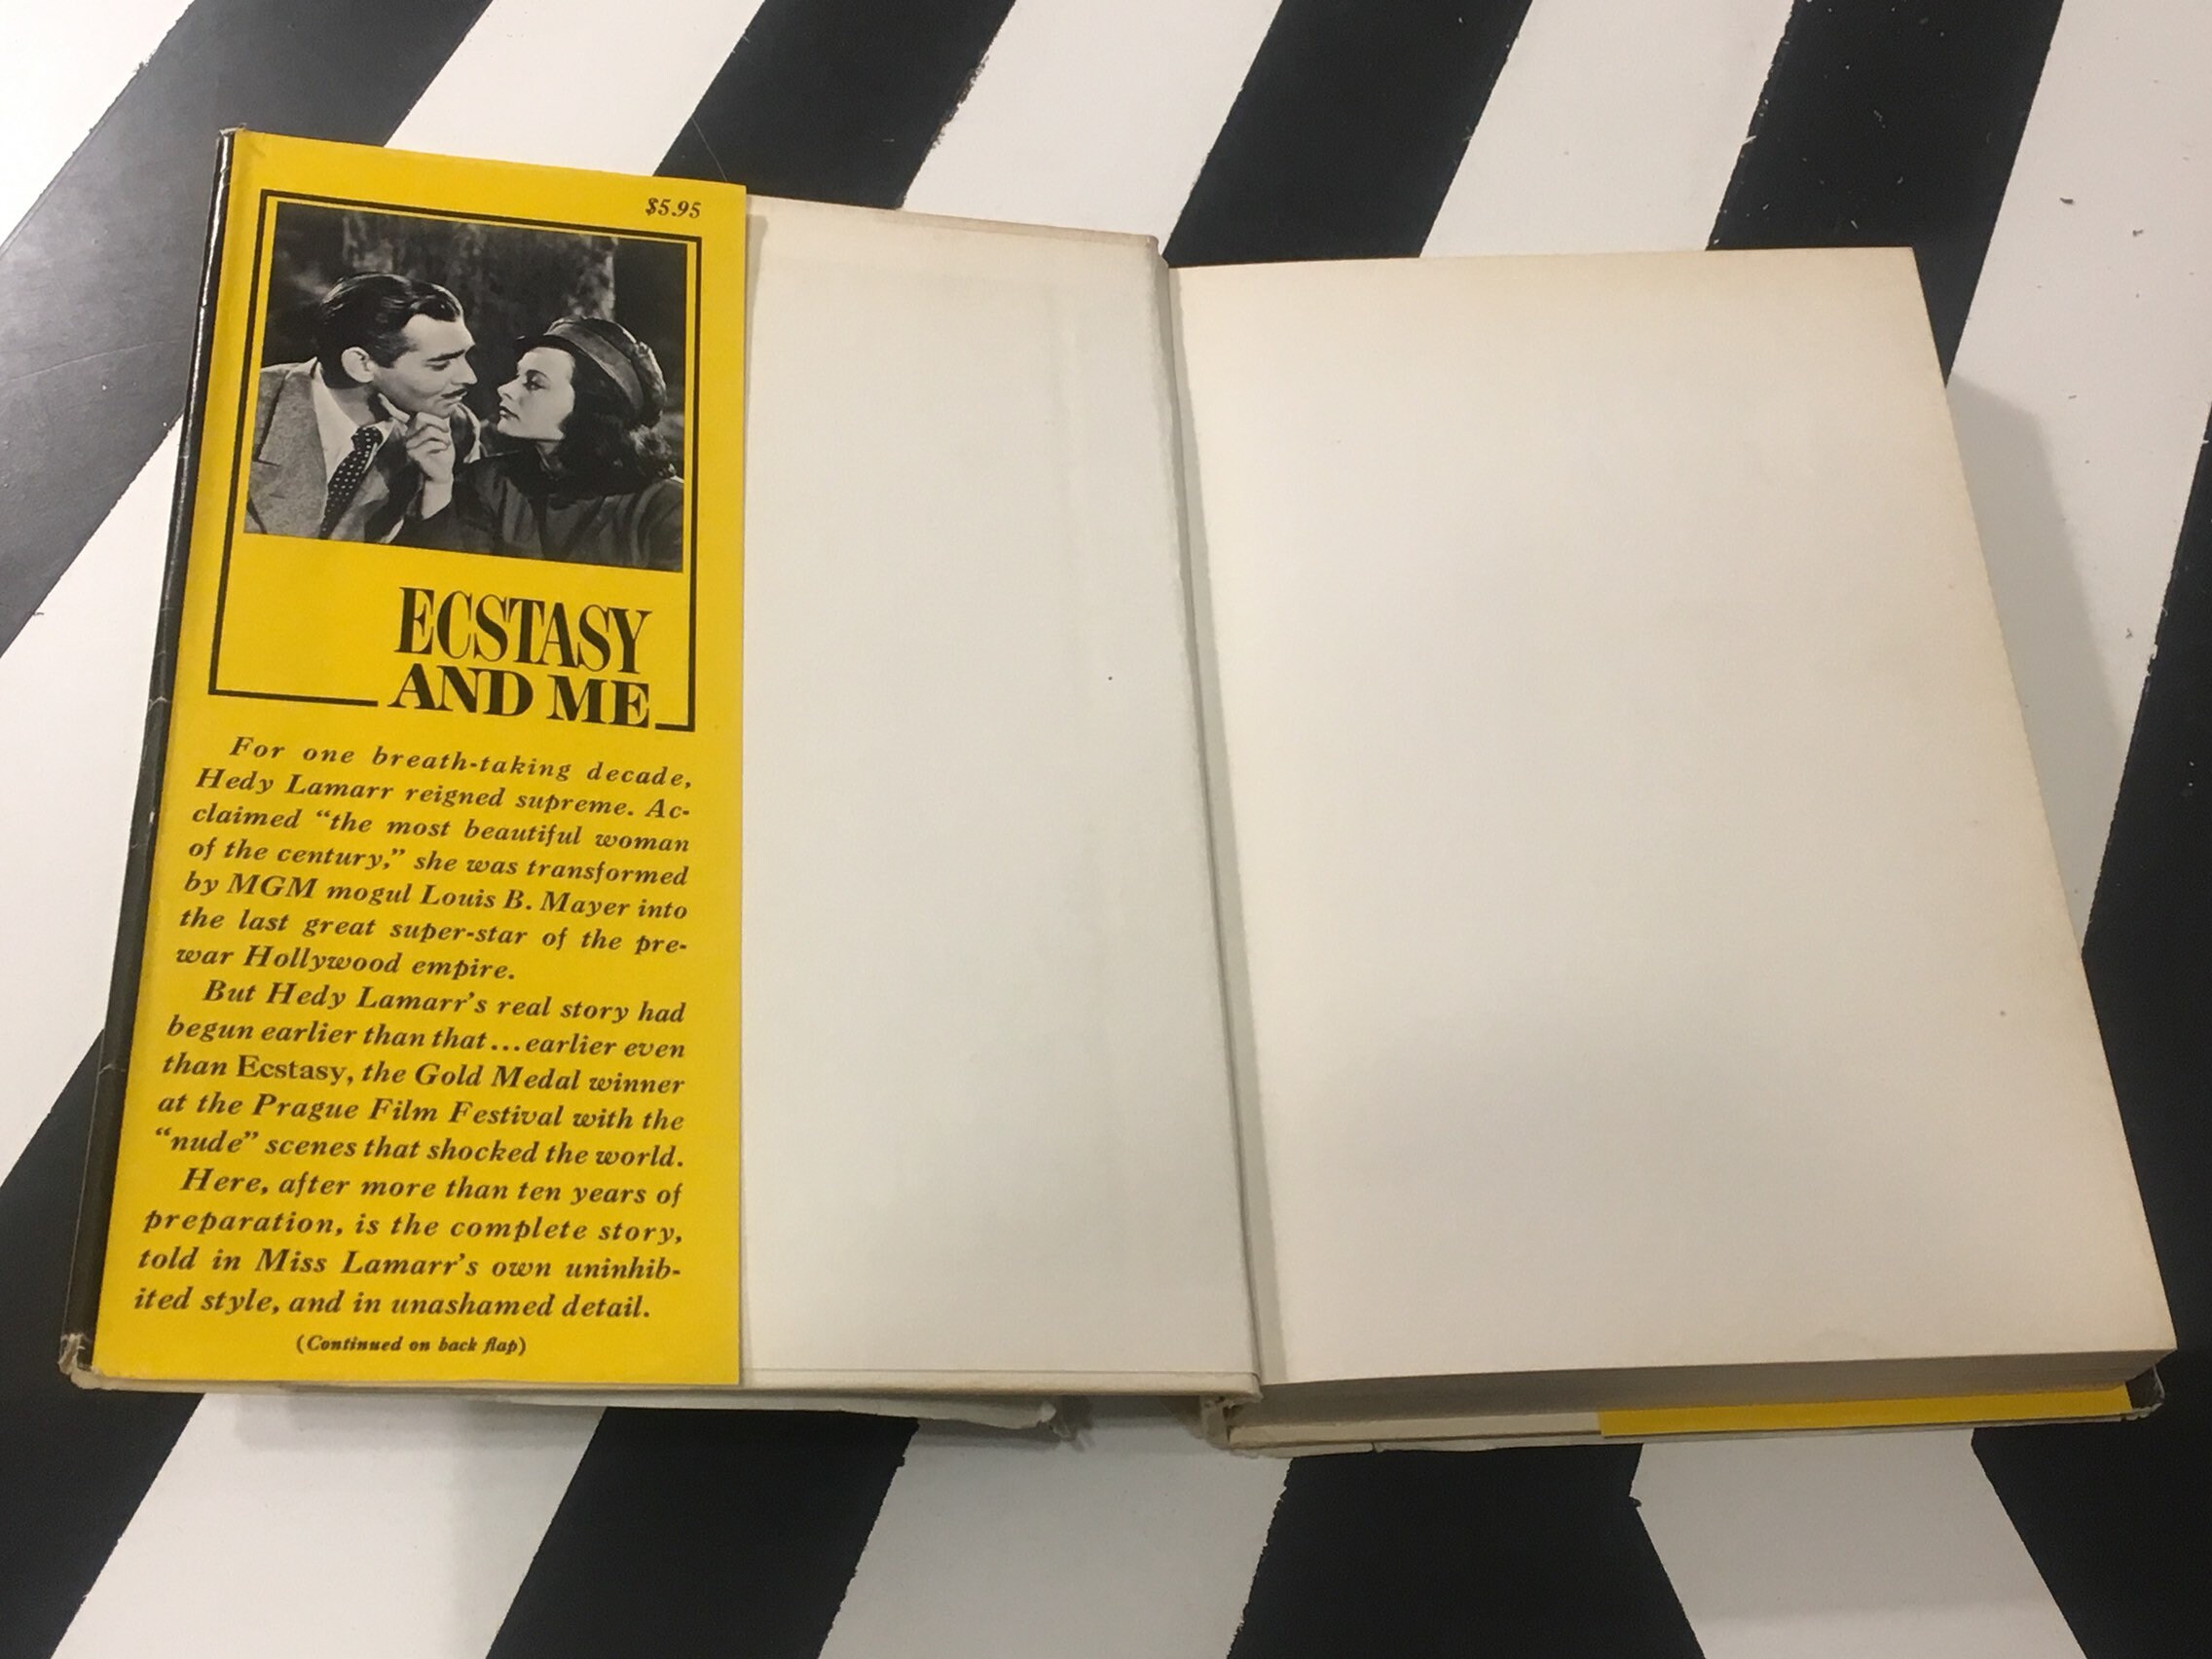 $5.95
ECSTASY
AND ME
For one breath-taking decade,
Hedy Lamarr reigned supreme. Ac-
claimed “the most beautiful woman
of the century,” she was transformed
by MGM mogul Louis B. Mayer into
the last great super-star of the pre-
war Hollywood empire.
But Hedy Lamarr’s real story had
begun earlier than that...earlier even
than Ecstasy, the Gold Medal winner
at the Prague Film Festival with the
“nude” scenes that shocked the world.
Here, after more than ten years of
preparation, is the complete story,
told in Miss Lamarr’s own uninhib-
ited style, and in unashamed detail.
(Continued on back flap)